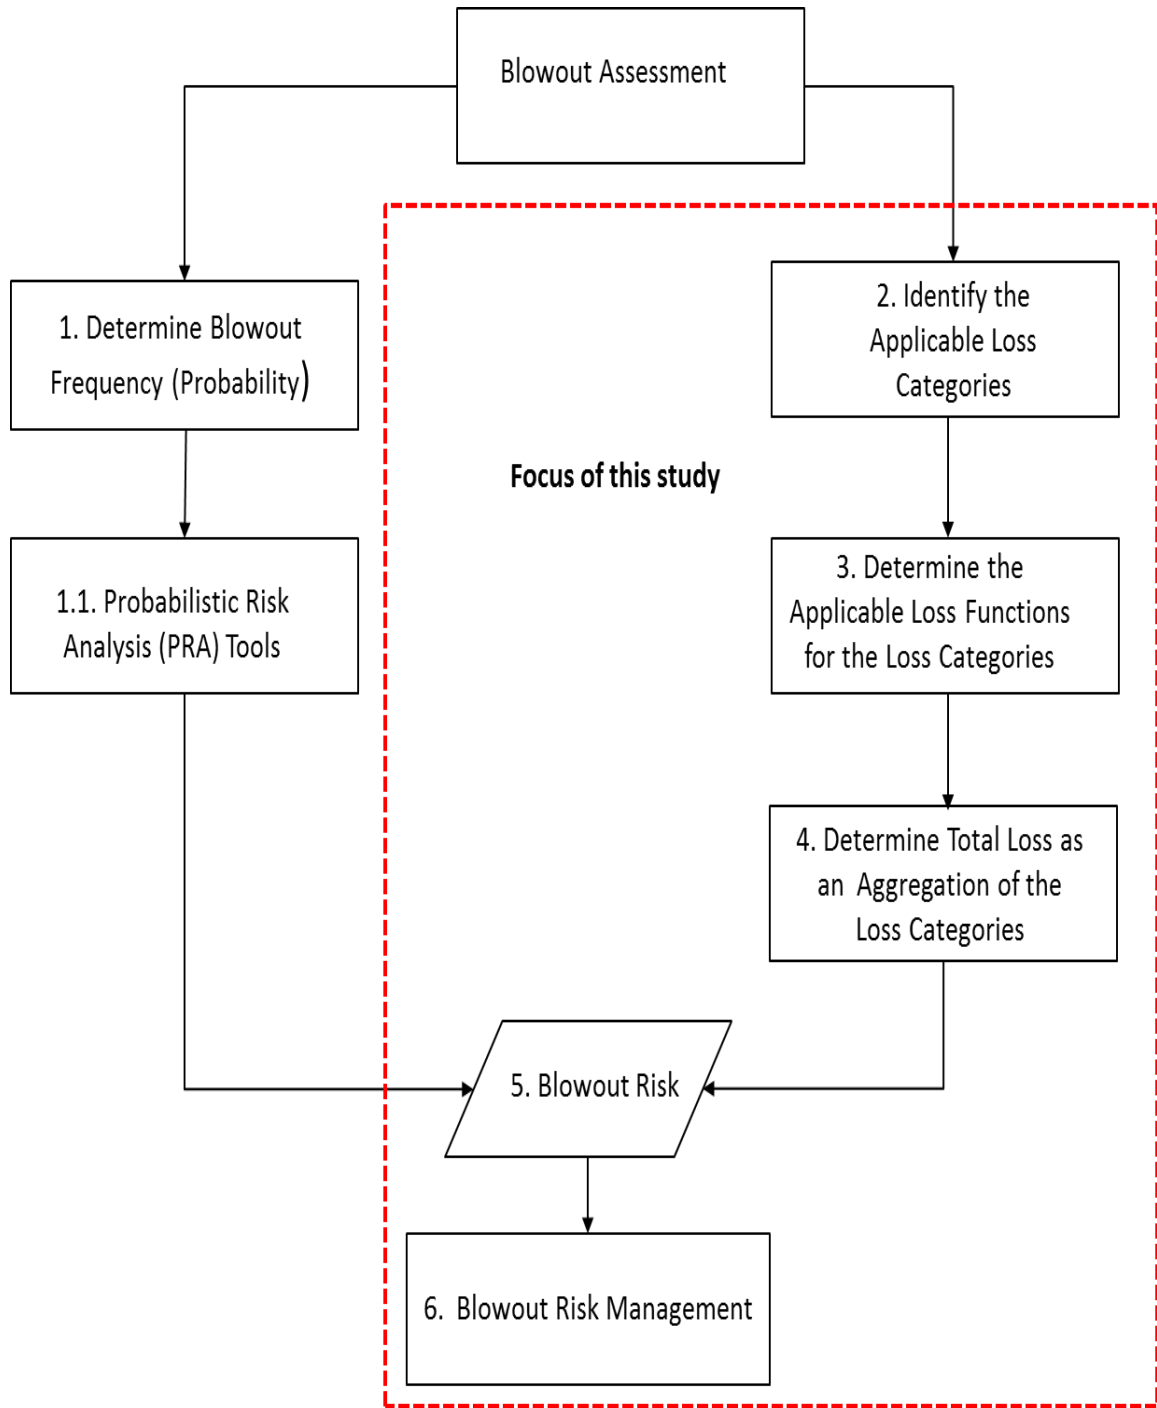 Blowout Assessment
1. Determine Blowout
Frequency (Probability)
1.1. Probabilistic Risk
Analysis (PRA) Tools
Focus of this study
2. Identify the
Applicable Loss
Categories
3. Determine the
Applicable Loss Functions
for the Loss Categories
4. Determine Total Loss as
an Aggregation of the
Loss Categories
5. Blowout Risk
6. Blowout Risk Management